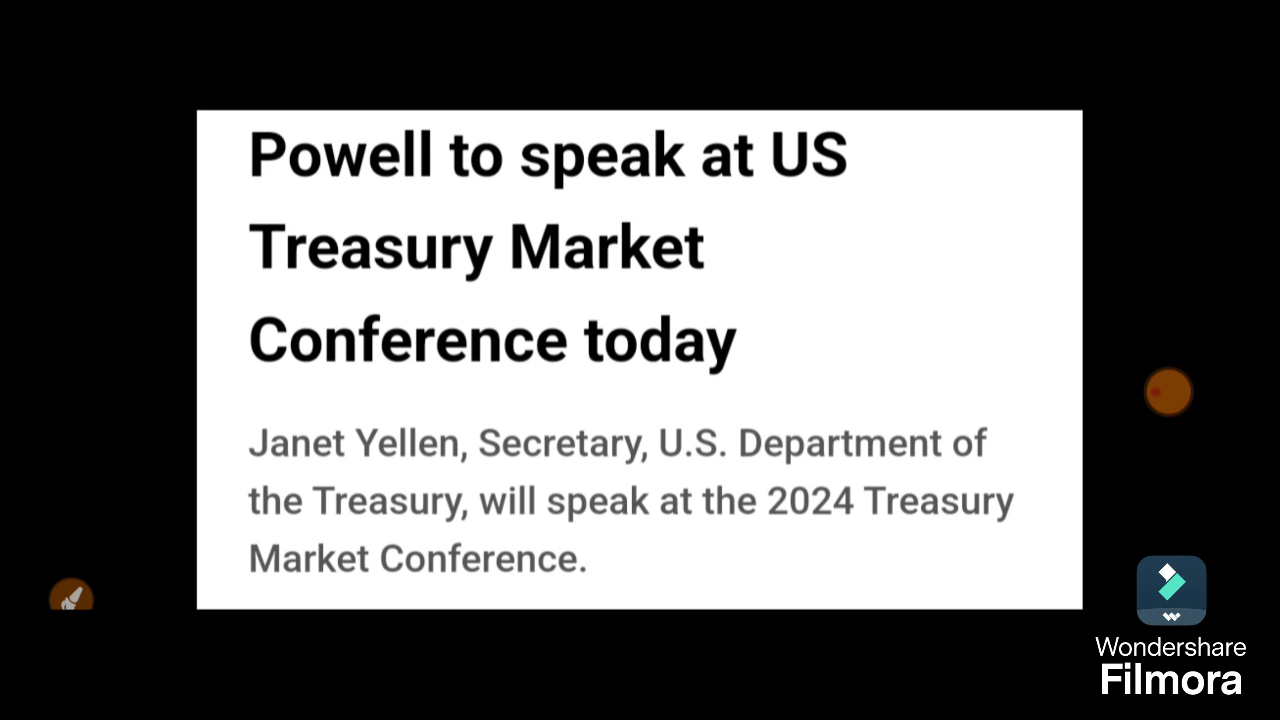 Powell to speak at US
Treasury Market
Conference today
Janet Yellen, Secretary, U.S. Department of
the Treasury, will speak at the 2024 Treasury
Market Conference.
Wondershare
Filmora